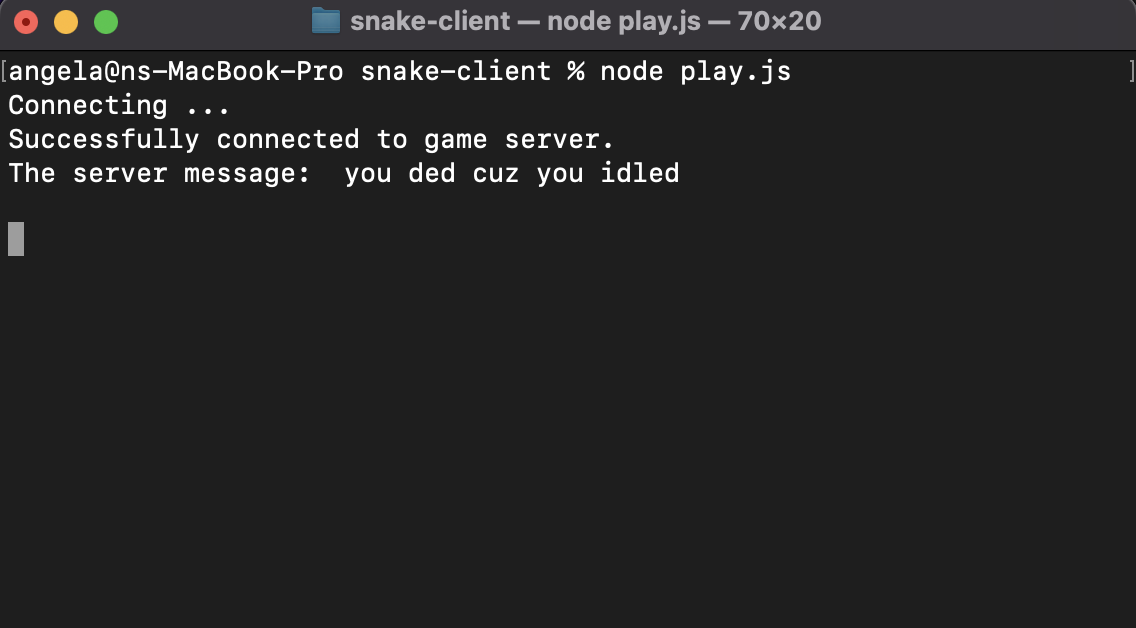 snake-client — node play.js — 70×20
[angela@ns-MacBook-Pro snake-client % node play.js ]
Connecting ...
Successfully connected to game server.
The server message:  you ded cuz you idled